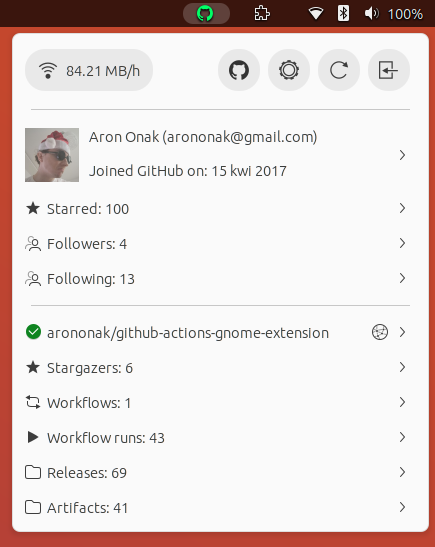 100%
84.21 MB/h
Aron Onak (arononak@gmail.com)
Joined GitHub on: 15 kwi 2017
Starred: 100
Followers: 4
Following: 13
arononak/github-actions-gnome-extension
Stargazers: 6
Workflows: 1
Workflow runs: 43
Releases: 69
Artifacts: 41